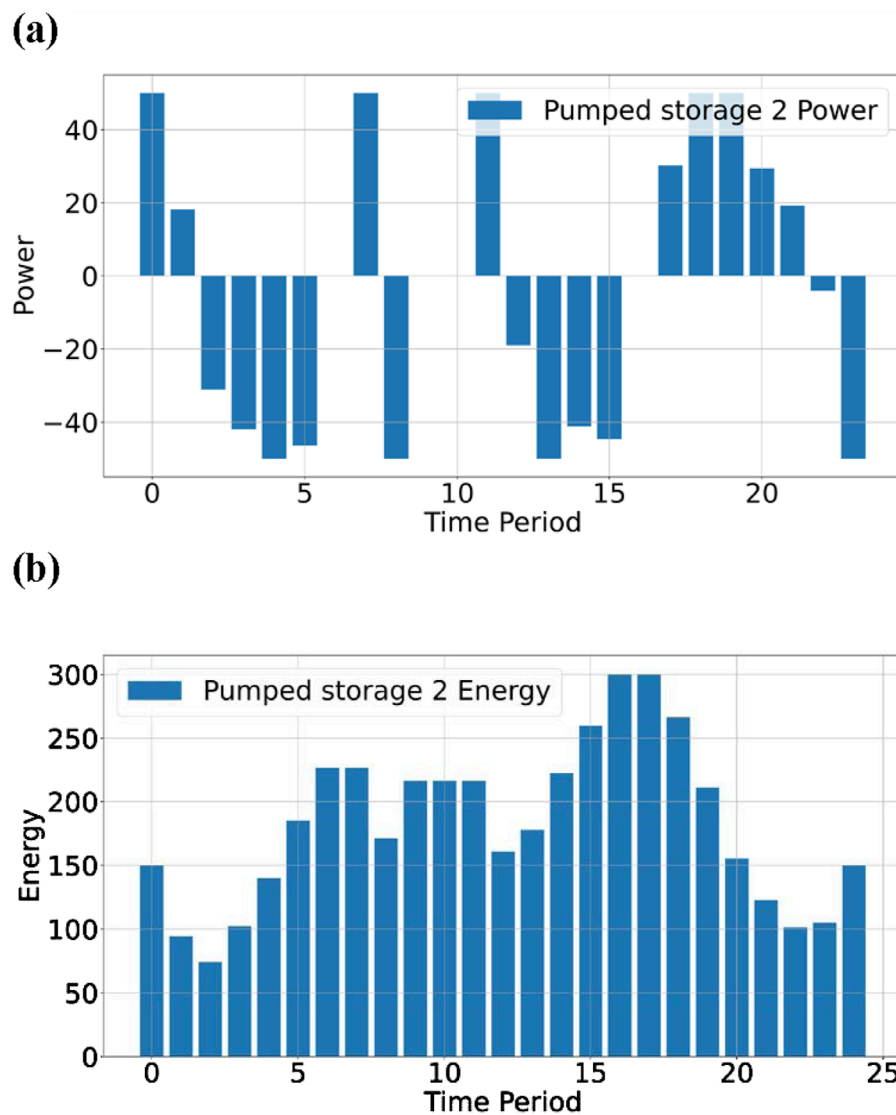 (a)
Pumped storage 2 Power
Power
40
20
0
−20
−40
0 5 10 15 20
Time Period
(b)
Pumped storage 2 Energy
Energy
300
250
200
150
100
50
0
0 5 10 15 20 25
Time Period